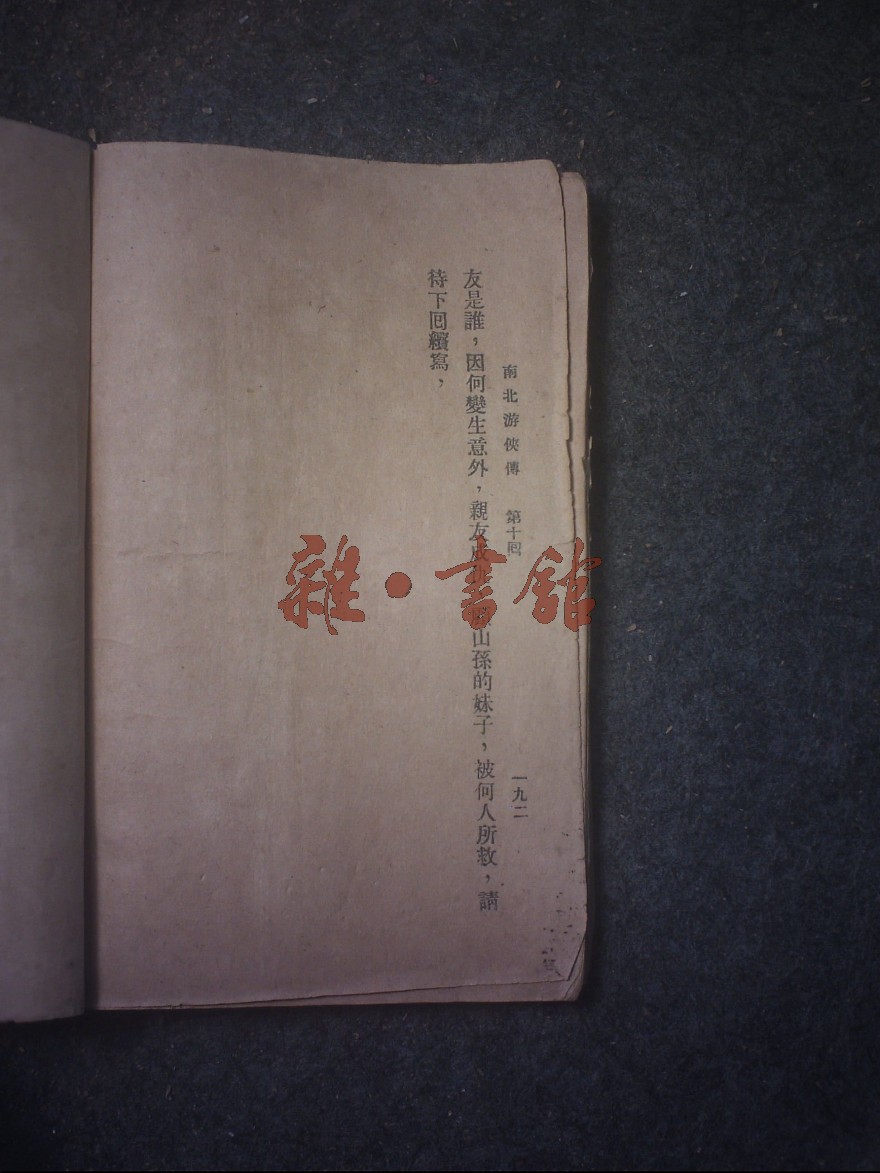 南北游俠傳 第十回 一九二
友是誰，因何變生意外，親友成 山孫的妹子，被何人所救，請
待下回續寫，
雜·書館